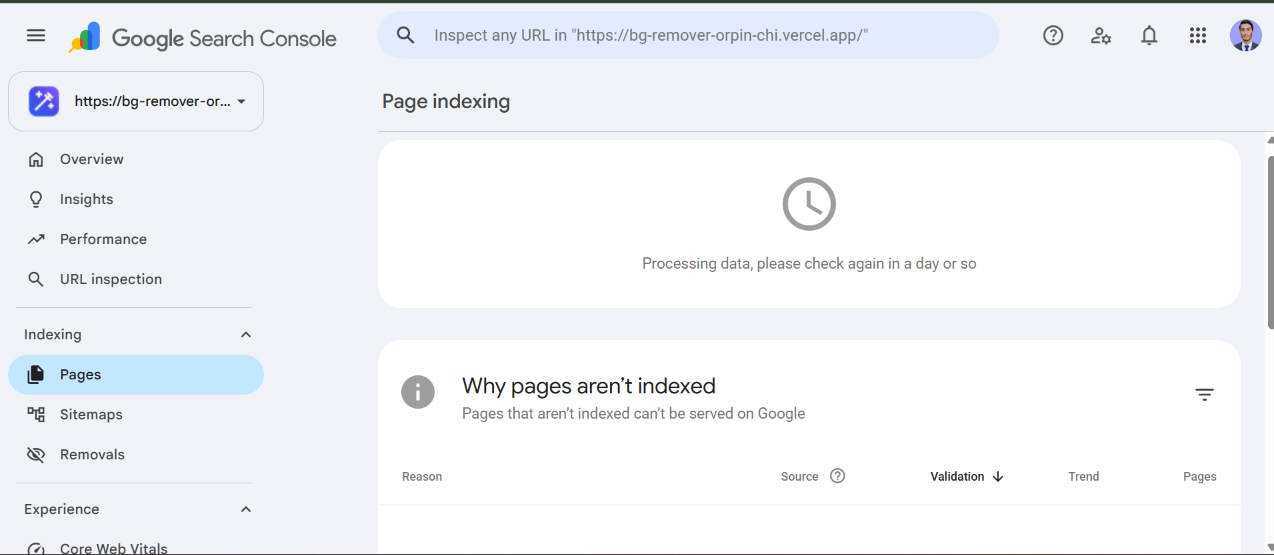 Google Search Console
Inspect any URL in "https://bg-remover-orpin-chi.vercel.app/"
https://bg-remover-or...
Page indexing
Overview
Insights
Performance
URL inspection
Indexing
Pages
Sitemaps
Removals
Experience
Core Web Vitals
Processing data, please check again in a day or so
Why pages aren't indexed
Pages that aren't indexed can't be served on Google
Reason Source Validation Trend Pages